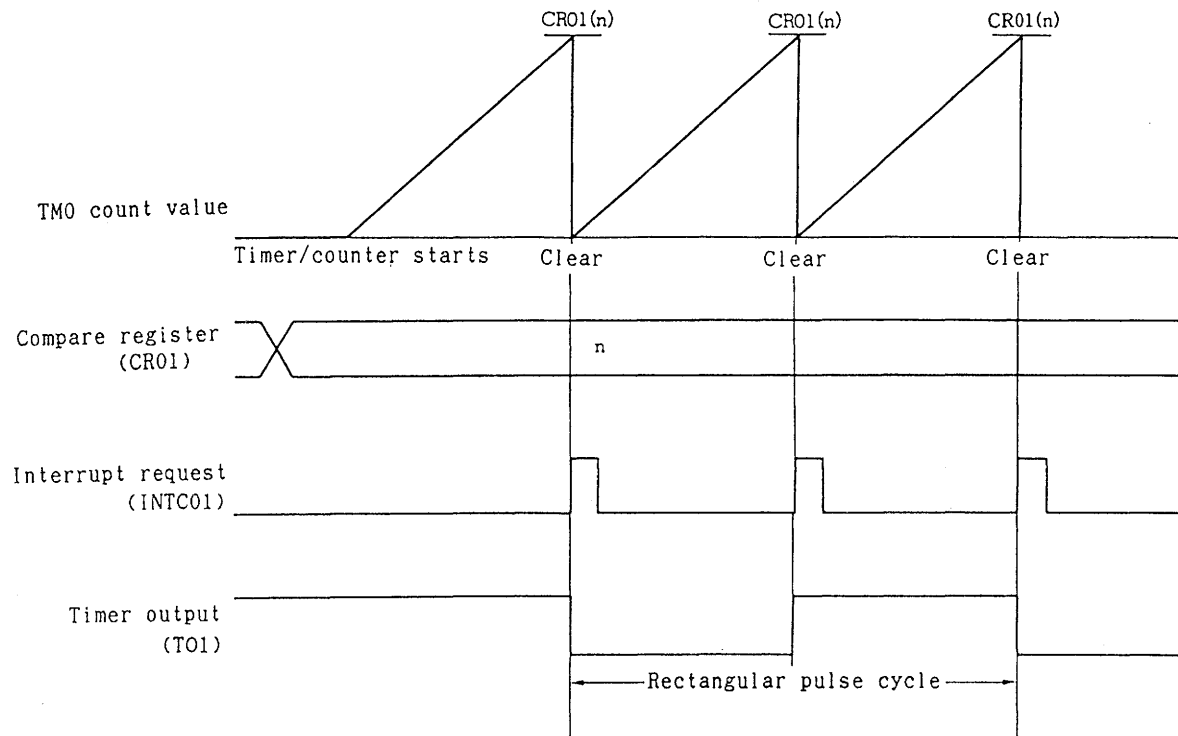 CR01(n) CR01(n) CR01(n)
TM0 count value
Timer/counter starts Clear Clear Clear
Compare register
(CR01)
n
Interrupt request
(INTC01)
Timer output
(TO1)
Rectangular pulse cycle